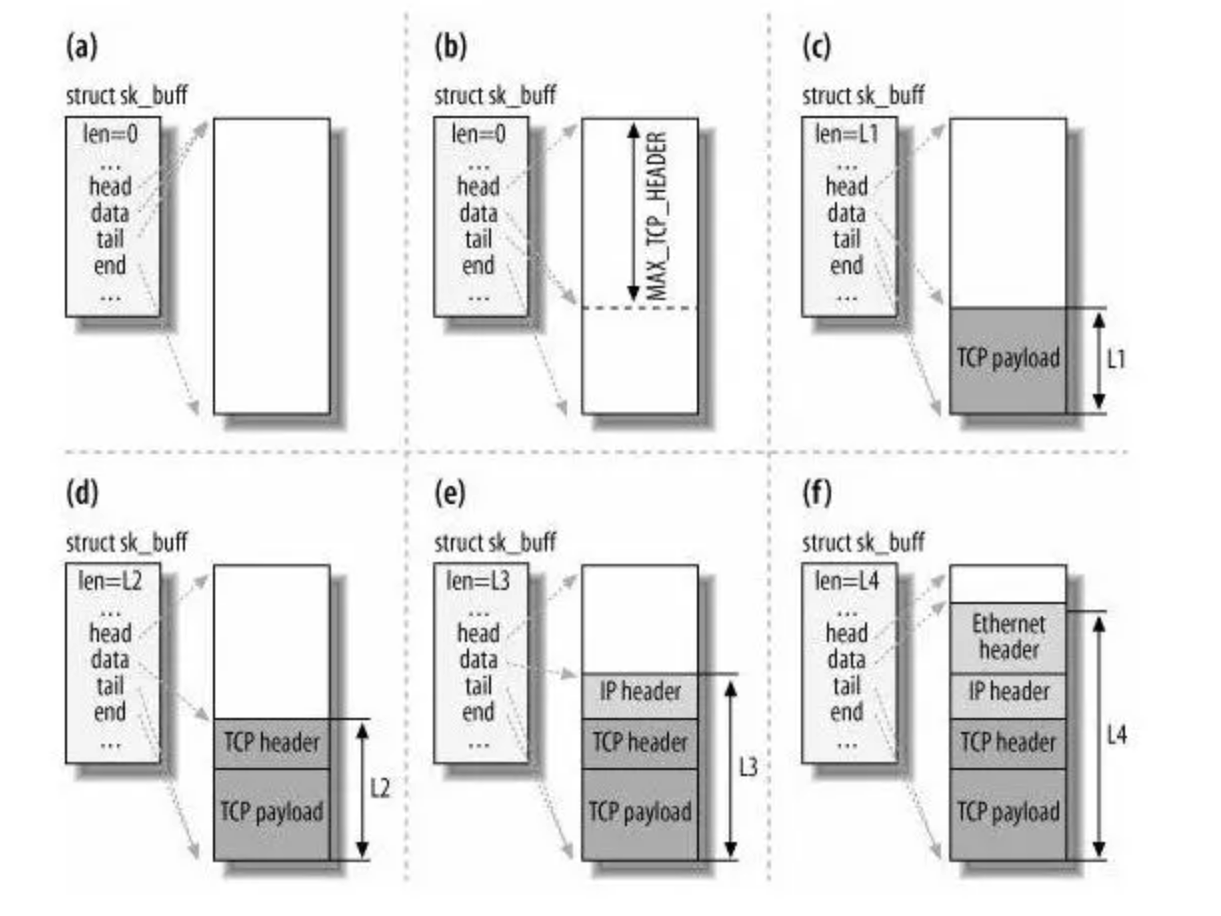 (a)
struct sk_buff
len=0
...
head
data
tail
end
...
(b)
struct sk_buff
len=0
...
head
data
tail
end
...
MAX_TCP_HEADER
(c)
struct sk_buff
len=L1
...
head
data
tail
end
...
TCP payload
L1
(d)
struct sk_buff
len=L2
...
head
data
tail
end
...
TCP header
TCP payload
L2
(e)
struct sk_buff
len=L3
...
head
data
tail
end
...
IP header
TCP header
TCP payload
L3
(f)
struct sk_buff
len=L4
...
head
data
tail
end
...
Ethernet
header
IP header
TCP header
TCP payload
L4